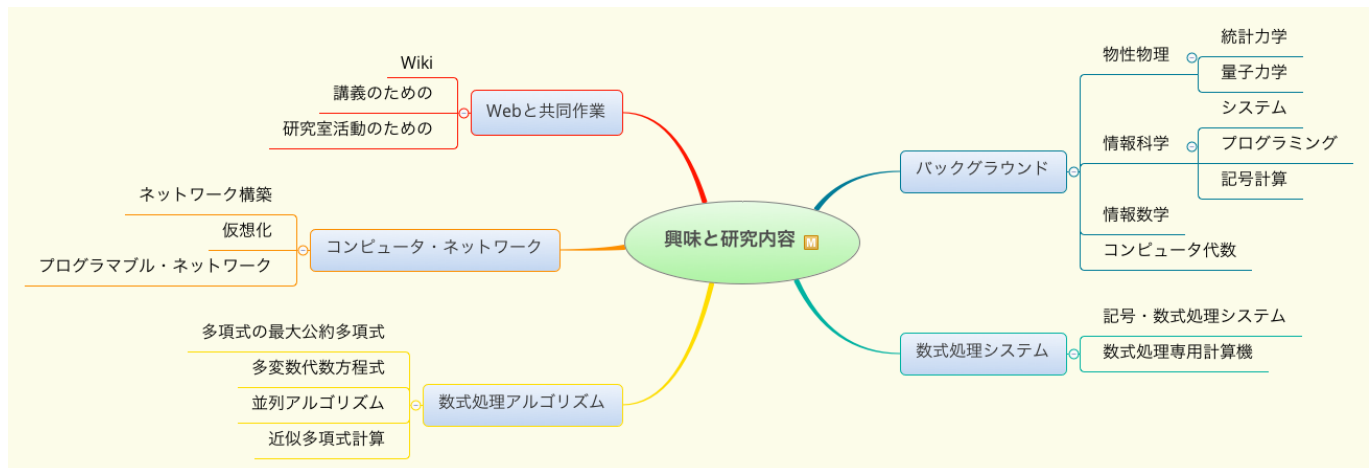 興味と研究内容 M
バックグラウンド
物性物理
統計力学
量子力学
情報科学
システム
プログラミング
記号計算
情報数学
コンピュータ代数
数式処理システム
記号・数式処理システム
数式処理専用計算機
Webと共同作業
Wiki
講義のための
研究室活動のための
コンピュータ・ネットワーク
ネットワーク構築
仮想化
プログラマブル・ネットワーク
数式処理アルゴリズム
多項式の最大公約多項式
多変数代数方程式
並列アルゴリズム
近似多項式計算